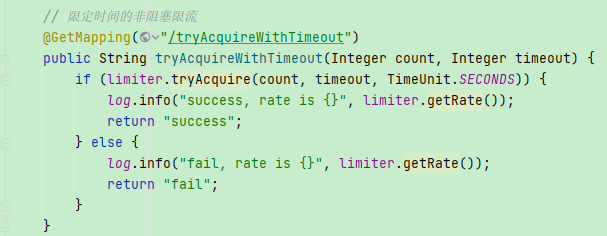 // 限定时间的非阻塞限流
@GetMapping("/tryAcquireWithTimeout")
public String tryAcquireWithTimeout(Integer count, Integer timeout) {
if (limiter.tryAcquire(count, timeout, TimeUnit.SECONDS)) {
log.info("success, rate is {}", limiter.getRate());
return "success";
} else {
log.info("fail, rate is {}", limiter.getRate());
return "fail";
}
}